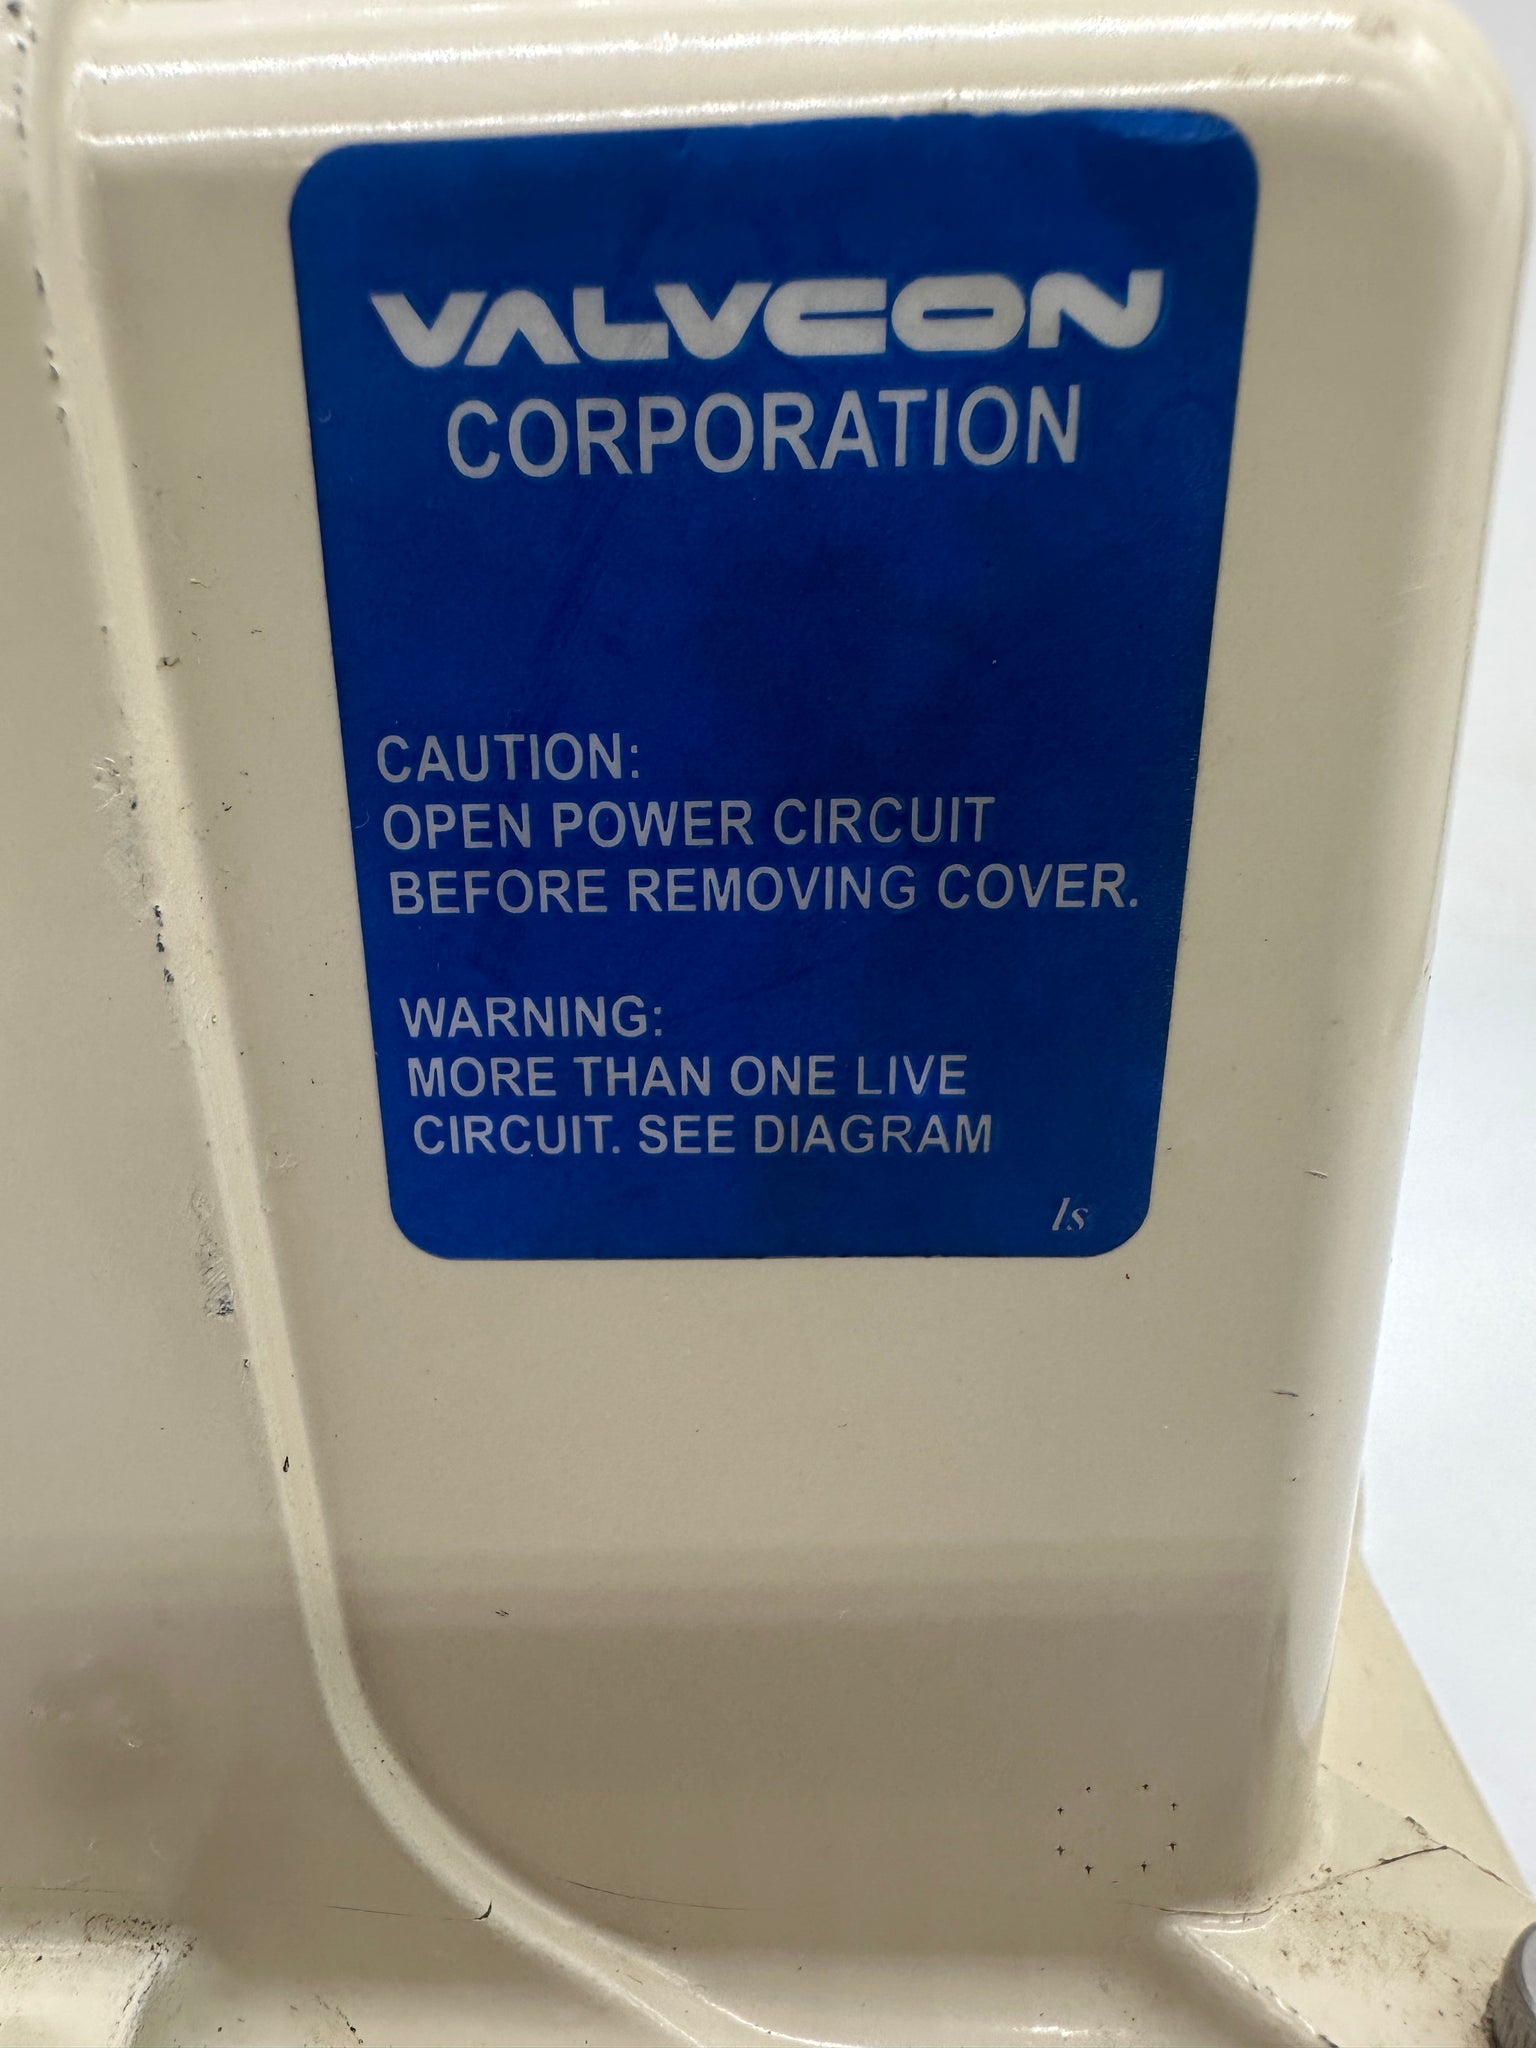 VALVCON
CORPORATION
CAUTION:
OPEN POWER CIRCUIT
BEFORE REMOVING COVER.
WARNING:
MORE THAN ONE LIVE
CIRCUIT. SEE DIAGRAM
ls